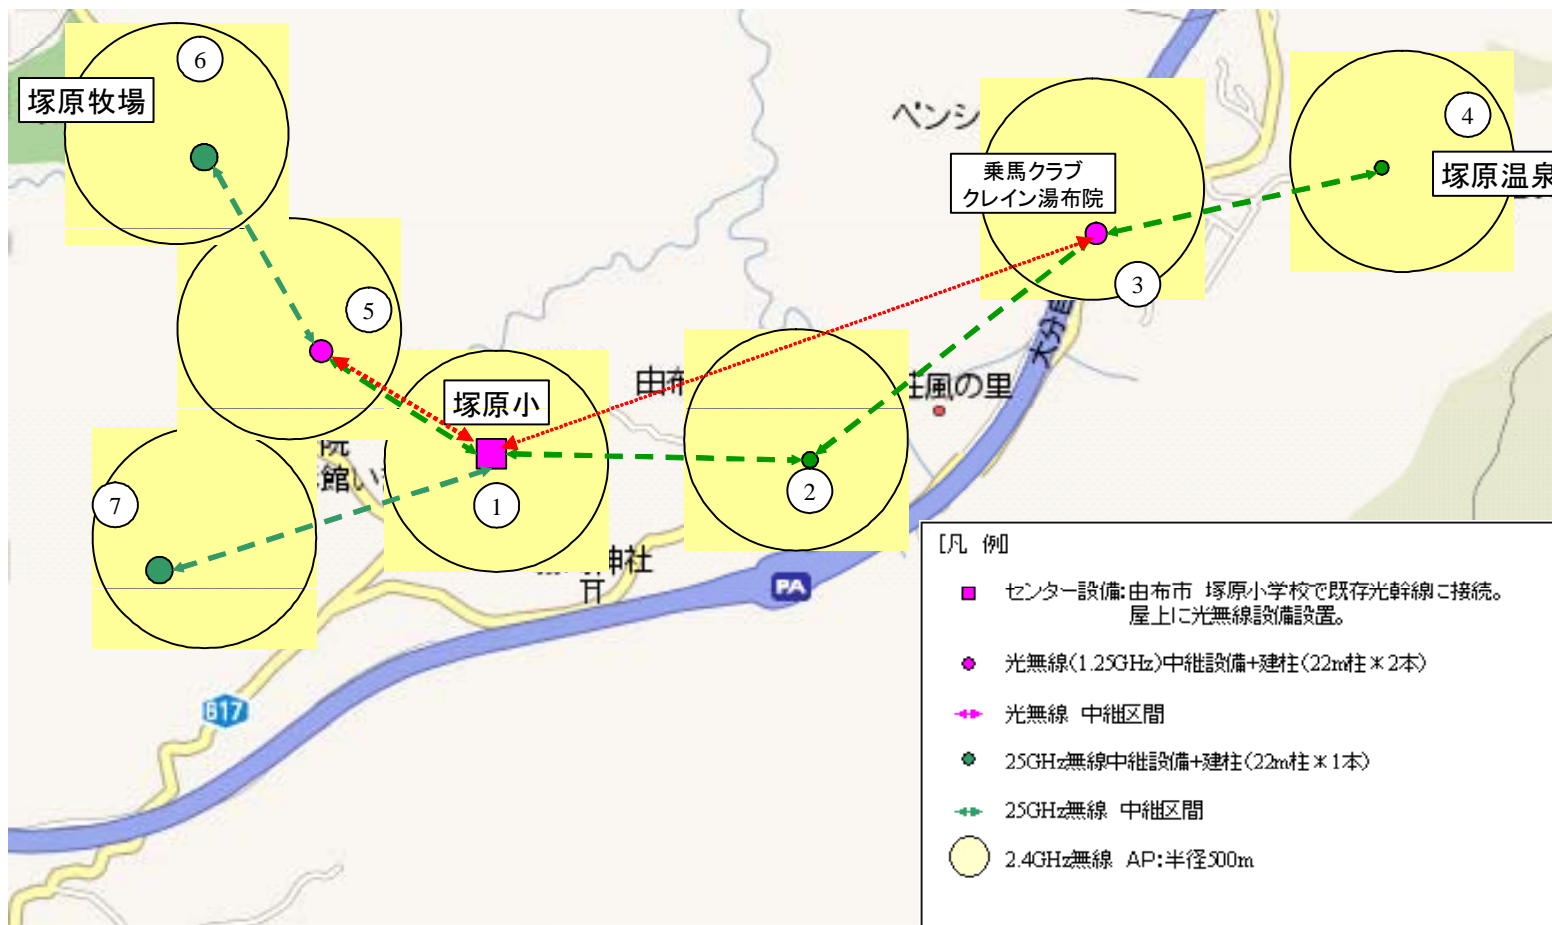 6
塚原牧場
ペンシ
4
乗馬クラブ
クレイン湯布院
塚原温泉
3
5
大分自
由布
荘風の里
塚原小
院
館い
7
1
2
神社
PA
617
[凡 例]
センター設備:由布市 塚原小学校で既存光幹線に接続。
屋上に光無線設備設置。
光無線(1.25GHz)中継設備+建柱(22m柱*2本)
光無線 中継区間
25GHz無線中継設備+建柱(22m柱*1本)
25GHz無線 中継区間
2.4GHz無線 AP:半径500m